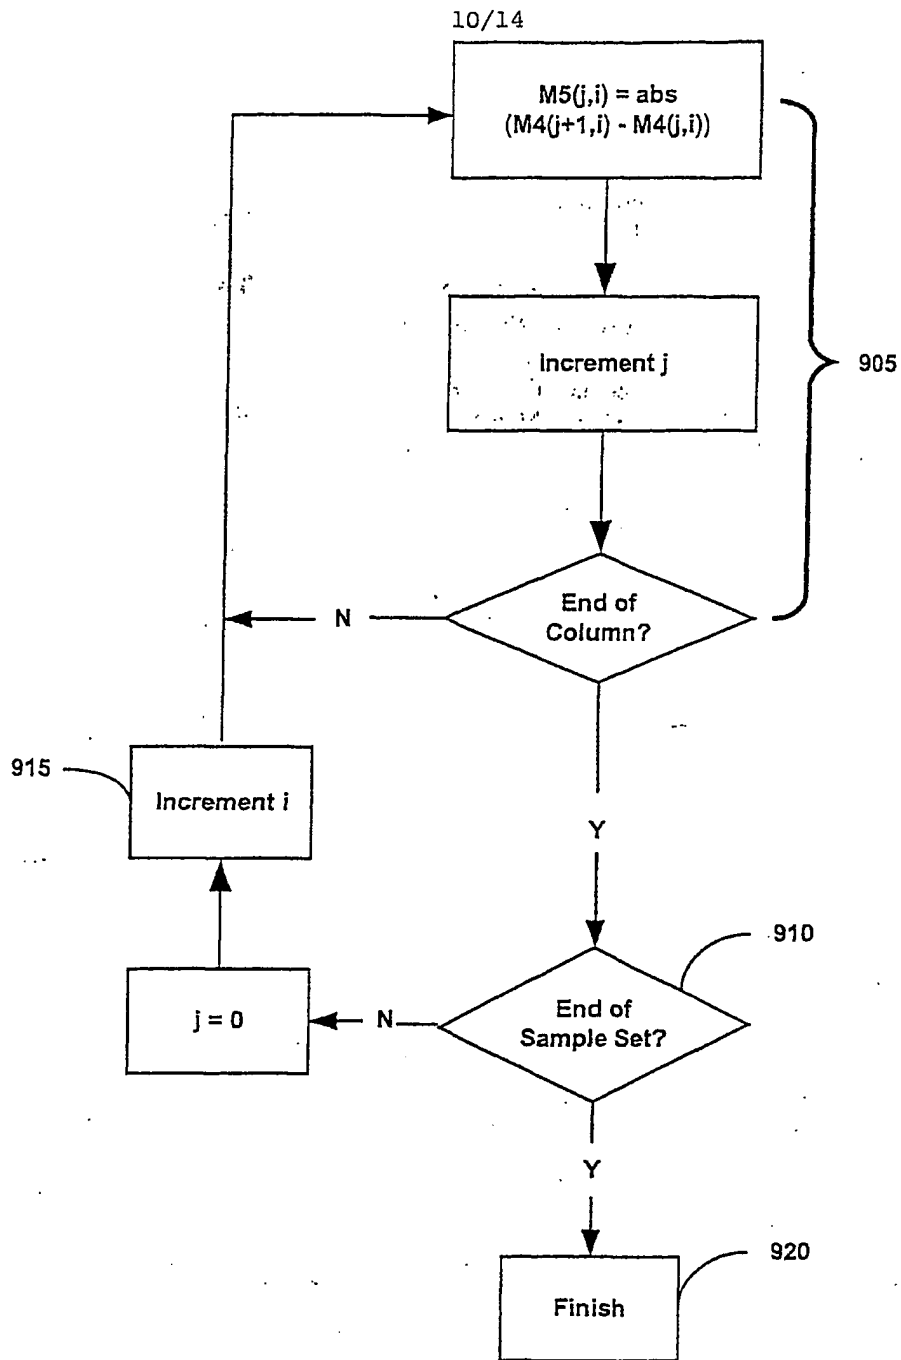 10/14
M5(j,i) = abs
(M4(j+1,i) - M4(j,i))
Increment j
905
End of
Column?
N
915
Increment i
Y
910
End of
Sample Set?
N
j = 0
Y
920
Finish